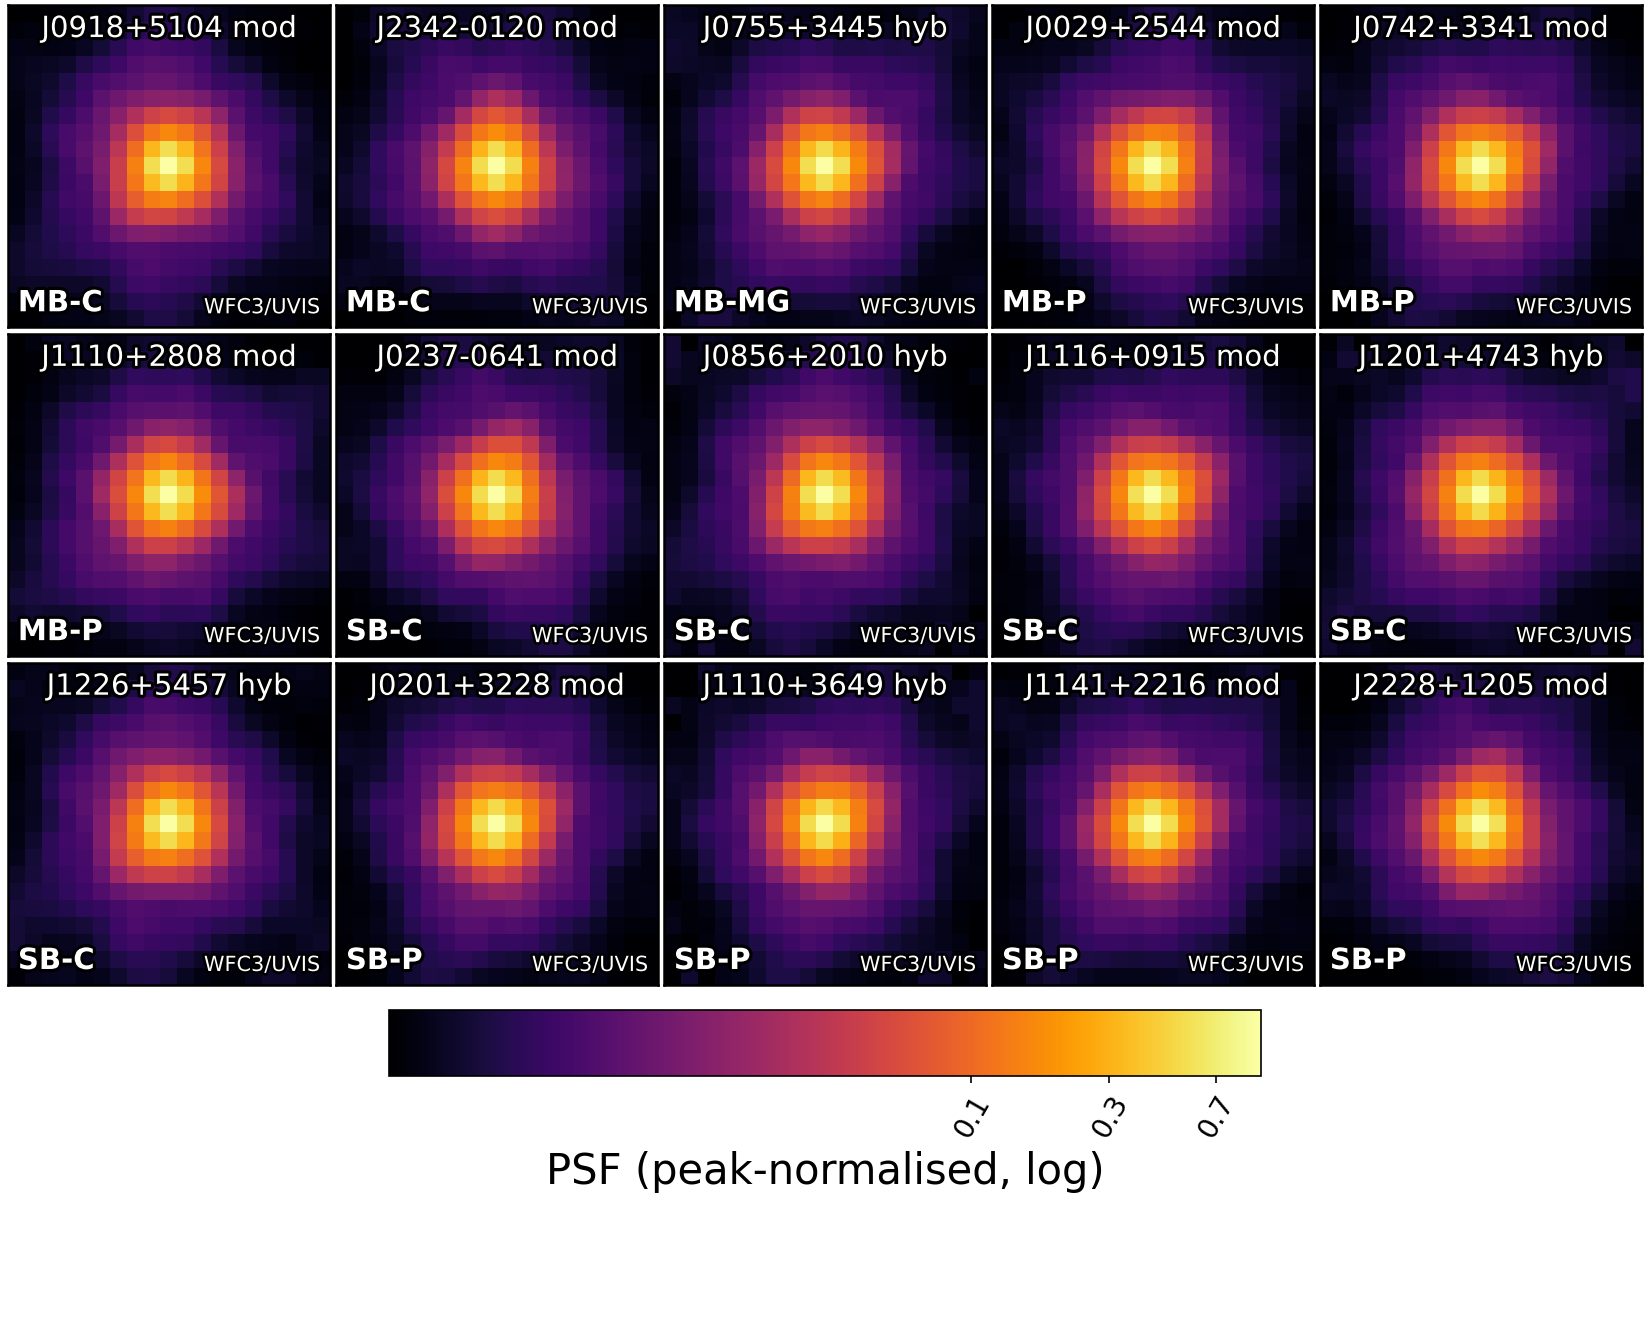 J0918+5104 mod
MB-C
WFC3/UVIS
J2342-0120 mod
MB-C
WFC3/UVIS
J0755+3445 hyb
MB-MG
WFC3/UVIS
J0029+2544 mod
MB-P
WFC3/UVIS
J0742+3341 mod
MB-P
WFC3/UVIS
J1110+2808 mod
MB-P
WFC3/UVIS
J0237-0641 mod
SB-C
WFC3/UVIS
J0856+2010 hyb
SB-C
WFC3/UVIS
J1116+0915 mod
SB-C
WFC3/UVIS
J1201+4743 hyb
SB-C
WFC3/UVIS
J1226+5457 hyb
SB-C
WFC3/UVIS
J0201+3228 mod
SB-P
WFC3/UVIS
J1110+3649 hyb
SB-P
WFC3/UVIS
J1141+2216 mod
SB-P
WFC3/UVIS
J2228+1205 mod
SB-P
WFC3/UVIS
0.1
0.3
0.7
PSF (peak-normalised, log)